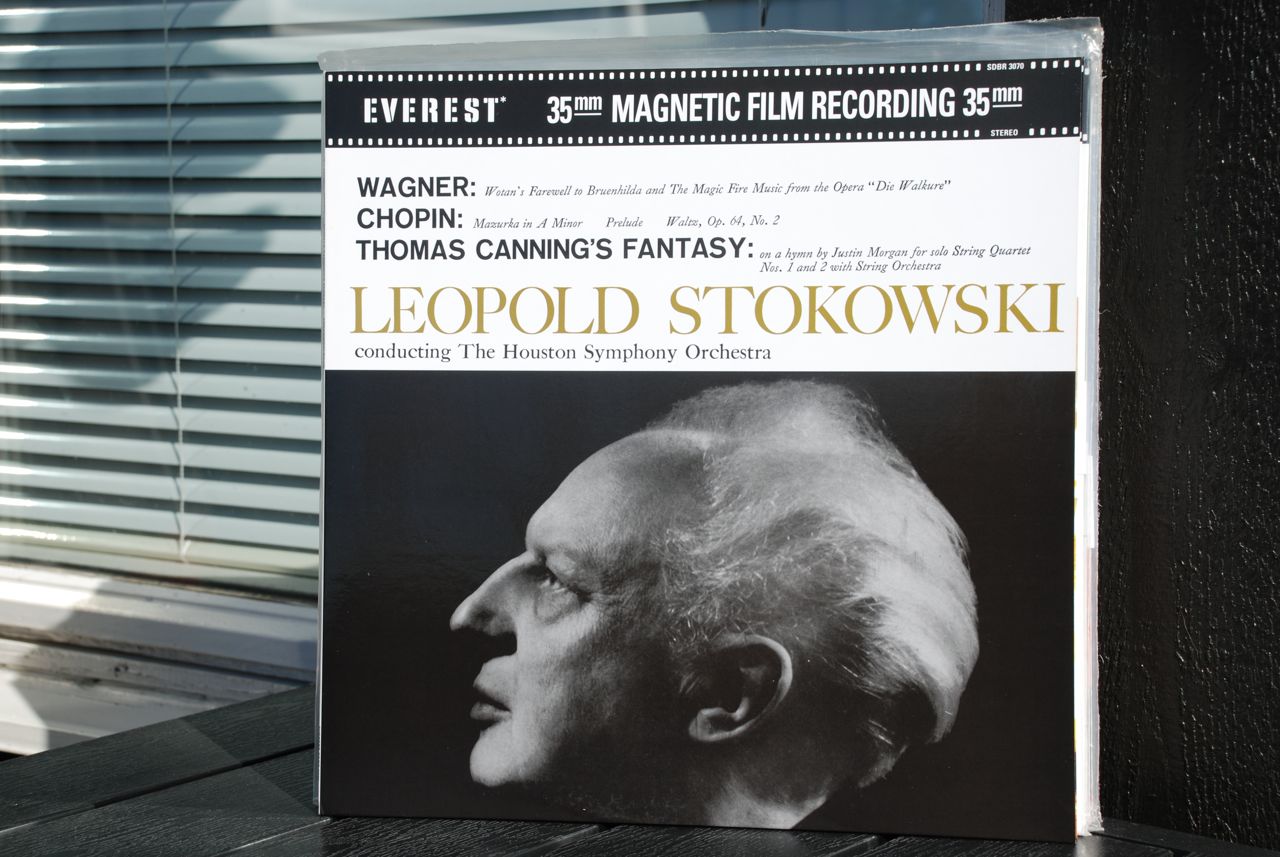 SDBR 3070
EVEREST* 35mm MAGNETIC FILM RECORDING 35mm
STEREO
WAGNER: Wotan's Farewell to Bruenhilda and The Magic Fire Music from the Opera "Die Walkure"
CHOPIN: Mazurka in A Minor Prelude Waltz, Op. 64, No. 2
THOMAS CANNING'S FANTASY: on a hymn by Justin Morgan for solo String Quartet
Nos. 1 and 2 with String Orchestra
LEOPOLD STOKOWSKI
conducting The Houston Symphony Orchestra